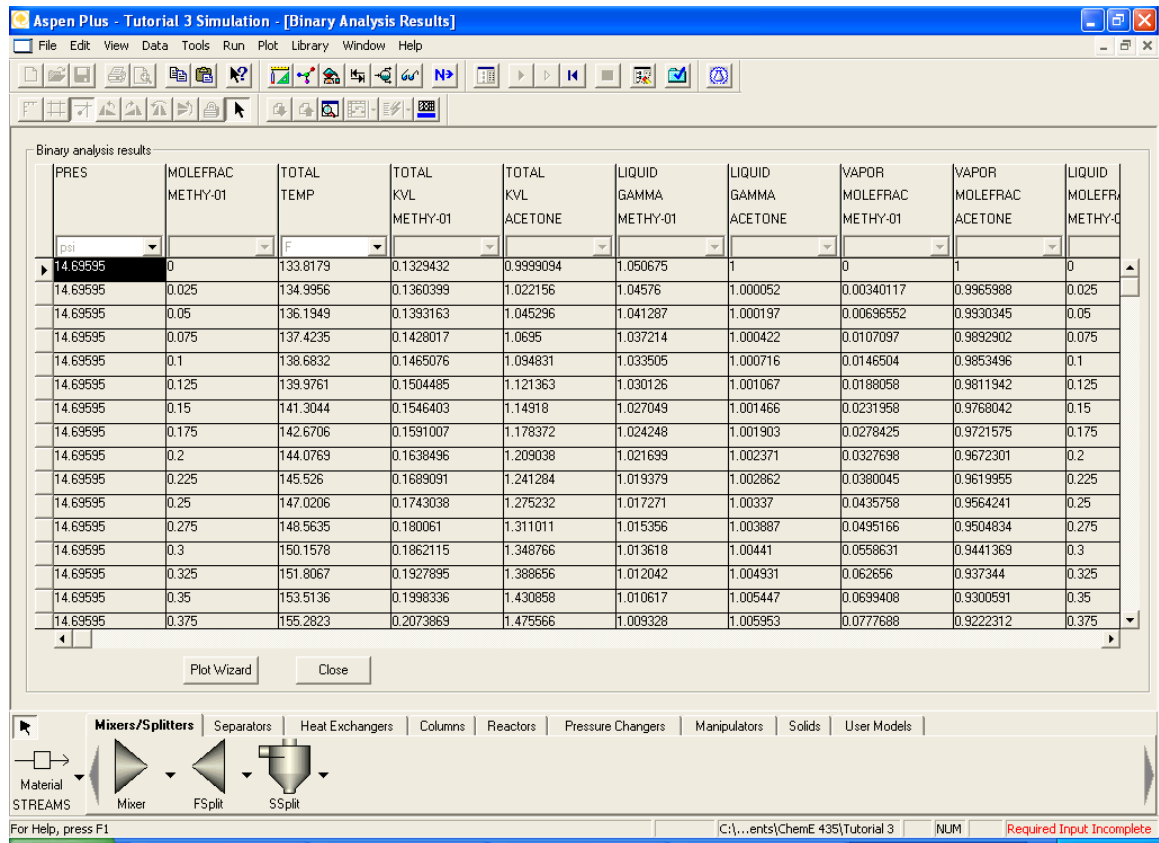 Aspen Plus - Tutorial 3 Simulation - [Binary Analysis Results]
File Edit View Data Tools Run Plot Library Window Help
N>
Binary analysis results
PRES MOLEFRAC TOTAL TOTAL TOTAL LIQUID LIQUID VAPOR VAPOR LIQUID
METHY-01 TEMP KVL KVL GAMMA GAMMA MOLEFRAC MOLEFRAC MOLEFR
METHY-01 ACETONE METHY-01 ACETONE METHY-01 ACETONE METHY-
psi F
14.69595 0 133.8179 0.1329432 0.9999094 1.050675 1 0 1 0
14.69595 0.025 134.9956 0.1360399 1.022156 1.04576 1.000052 0.00340117 0.9965988 0.025
14.69595 0.05 136.1949 0.1393163 1.045296 1.041287 1.000197 0.00696552 0.9930345 0.05
14.69595 0.075 137.4235 0.1428017 1.0695 1.037214 1.000422 0.0107097 0.9892902 0.075
14.69595 0.1 138.6832 0.1465076 1.094831 1.033505 1.000716 0.0146504 0.9853496 0.1
14.69595 0.125 139.9761 0.1504485 1.121363 1.030126 1.001067 0.0188058 0.9811942 0.125
14.69595 0.15 141.3044 0.1546403 1.14918 1.027049 1.001466 0.0231958 0.9768042 0.15
14.69595 0.175 142.6706 0.1591007 1.178372 1.024248 1.001903 0.0278425 0.9721575 0.175
14.69595 0.2 144.0769 0.1638496 1.209038 1.021699 1.002371 0.0327698 0.9672301 0.2
14.69595 0.225 145.526 0.1689091 1.241284 1.019379 1.002862 0.0380045 0.9619955 0.225
14.69595 0.25 147.0206 0.1743038 1.275232 1.017271 1.00337 0.0435758 0.9564241 0.25
14.69595 0.275 148.5635 0.180061 1.311011 1.015356 1.003887 0.0495166 0.9504834 0.275
14.69595 0.3 150.1578 0.1862115 1.348766 1.013618 1.00441 0.0558631 0.9441369 0.3
14.69595 0.325 151.8067 0.1927895 1.388656 1.012042 1.004931 0.062656 0.937344 0.325
14.69595 0.35 153.5136 0.1998336 1.430858 1.010617 1.005447 0.0699408 0.9300591 0.35
14.69595 0.375 155.2823 0.2073869 1.475566 1.009328 1.005953 0.0777688 0.9222312 0.375
Plot Wizard Close
Mixers/Splitters Separators Heat Exchangers Columns Reactors Pressure Changers Manipulators Solids User Models
Material
STREAMS Mixer FSplit SSplit
For Help, press F1 C:\...ents\ChemE 435\Tutorial 3 NUM Required Input Incomplete